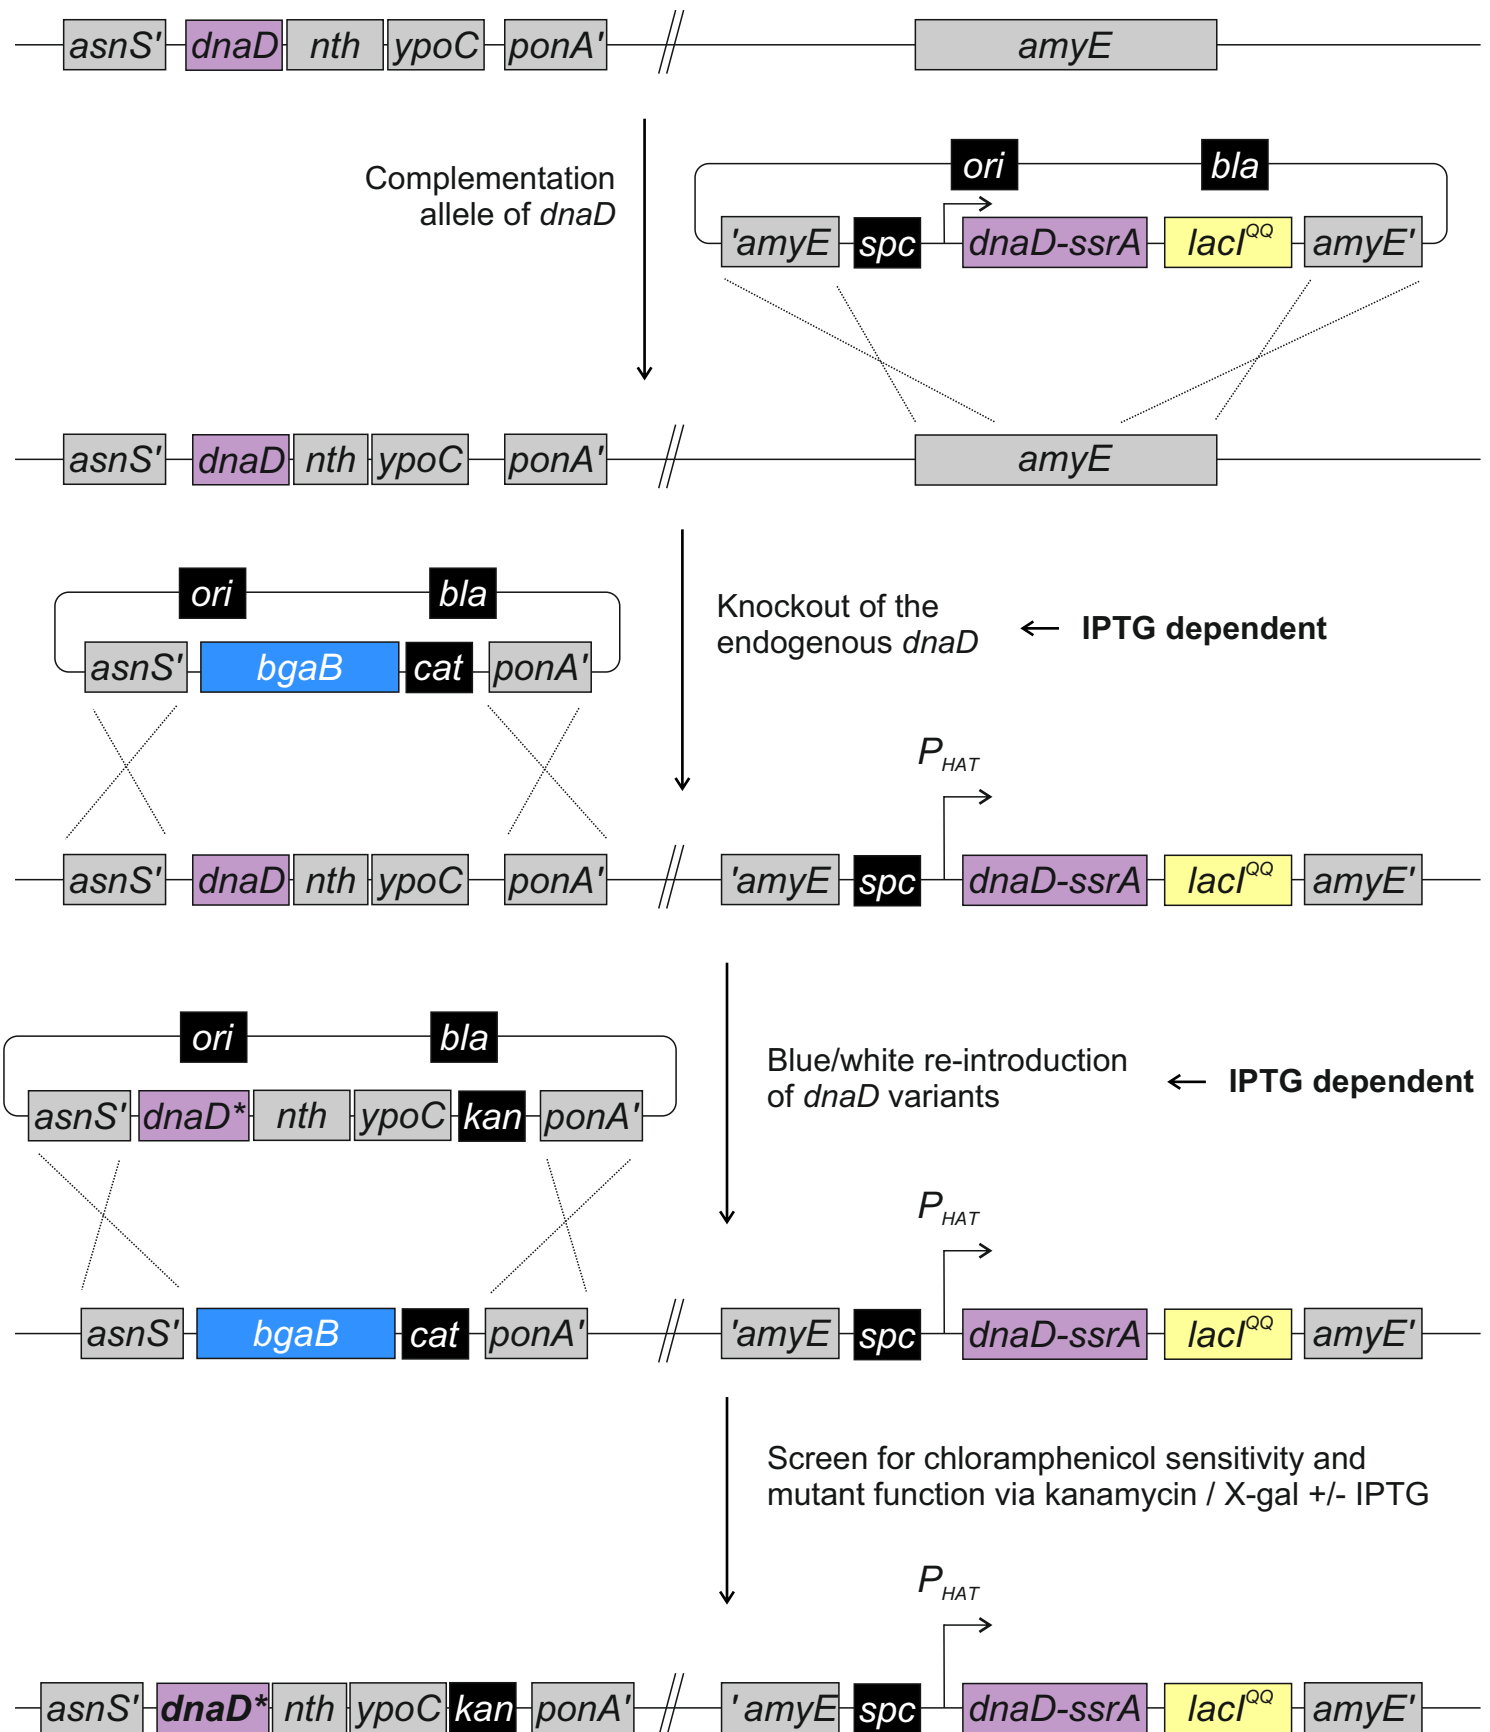 asnS' dnaD nth ypoC ponA' amyE
Complementation
allele of dnaD
ori bla
'amyE spc dnaD-ssrA lacI^QQ amyE'
asnS' dnaD nth ypoC ponA' amyE
ori bla
asnS' bgaB cat ponA'
Knockout of the
endogenous dnaD
IPTG dependent
P_HAT
asnS' dnaD nth ypoC ponA' 'amyE spc dnaD-ssrA lacI^QQ amyE'
ori bla
asnS' dnaD* nth ypoC kan ponA'
Blue/white re-introduction
of dnaD variants
IPTG dependent
P_HAT
asnS' bgaB cat ponA' 'amyE spc dnaD-ssrA lacI^QQ amyE'
Screen for chloramphenicol sensitivity and
mutant function via kanamycin / X-gal +/- IPTG
P_HAT
asnS' dnaD* nth ypoC kan ponA' ' amyE spc dnaD-ssrA lacI^QQ amyE'